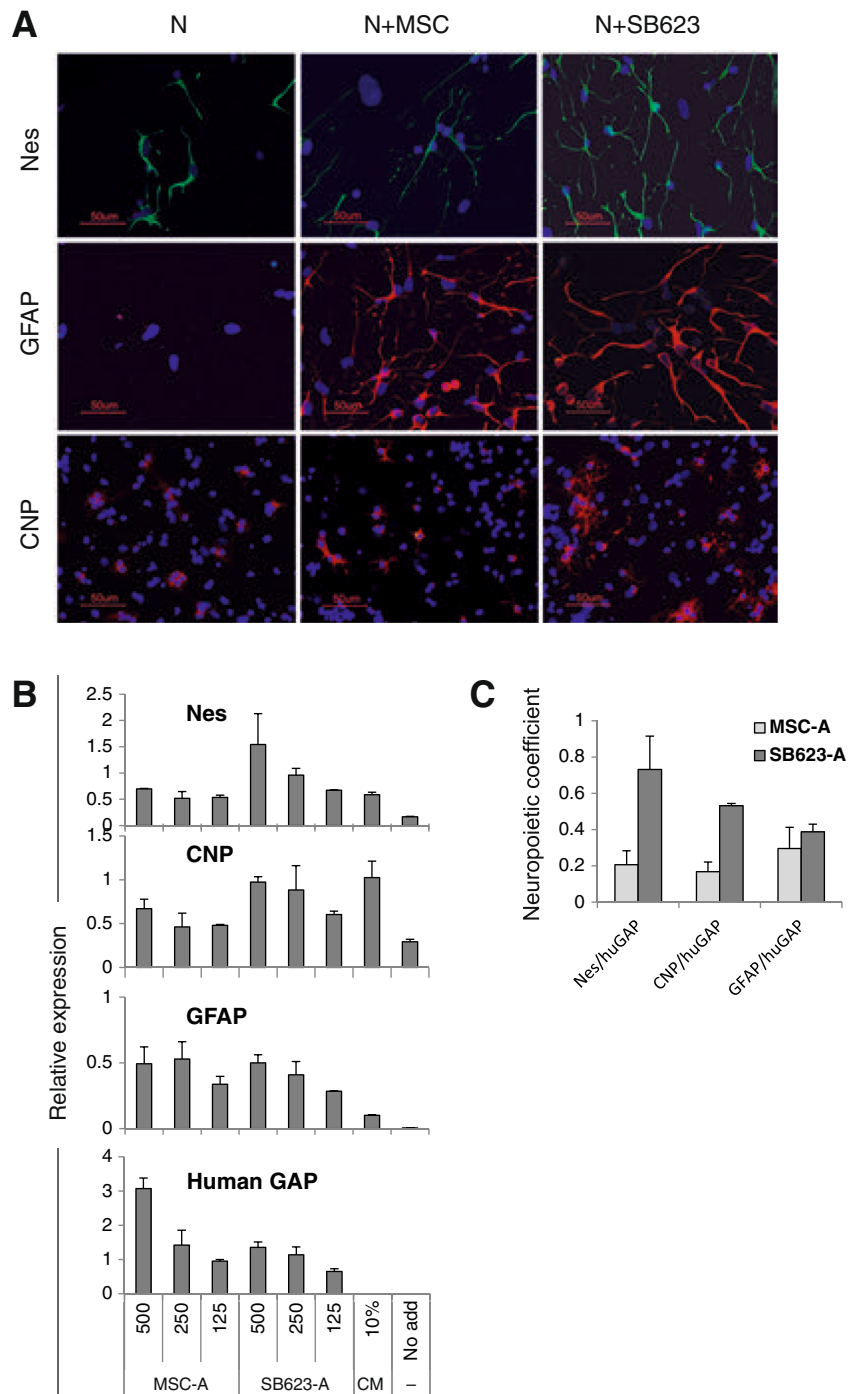 A
N
N+MSC
N+SB623
Nes
50um
50um
50um
GFAP
50um
50um
50um
CNP
50um
50um
50um
B
Relative expression
Nes
2.5
2
1.5
1
0.5
0
CNP
1.5
1
0.5
0
GFAP
1
0.5
0
Human GAP
4
3
2
1
0
500 250 125 500 250 125 10% No add
MSC-A SB623-A CM –
C
Neuropoietic coefficient
1
0.8
0.6
0.4
0.2
0
MSC-A
SB623-A
Nes/huGAP
CNP/huGAP
GFAP/huGAP